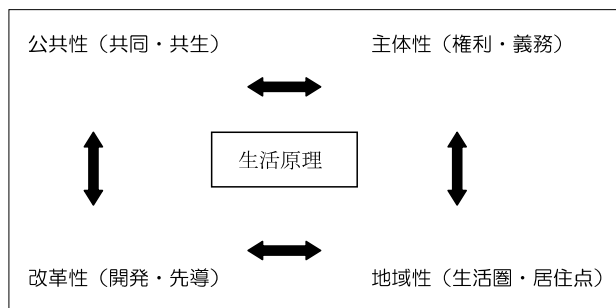 公共性（共同・共生）
主体性（権利・義務）
生活原理
改革性（開発・先導）
地域性（生活圏・居住点）